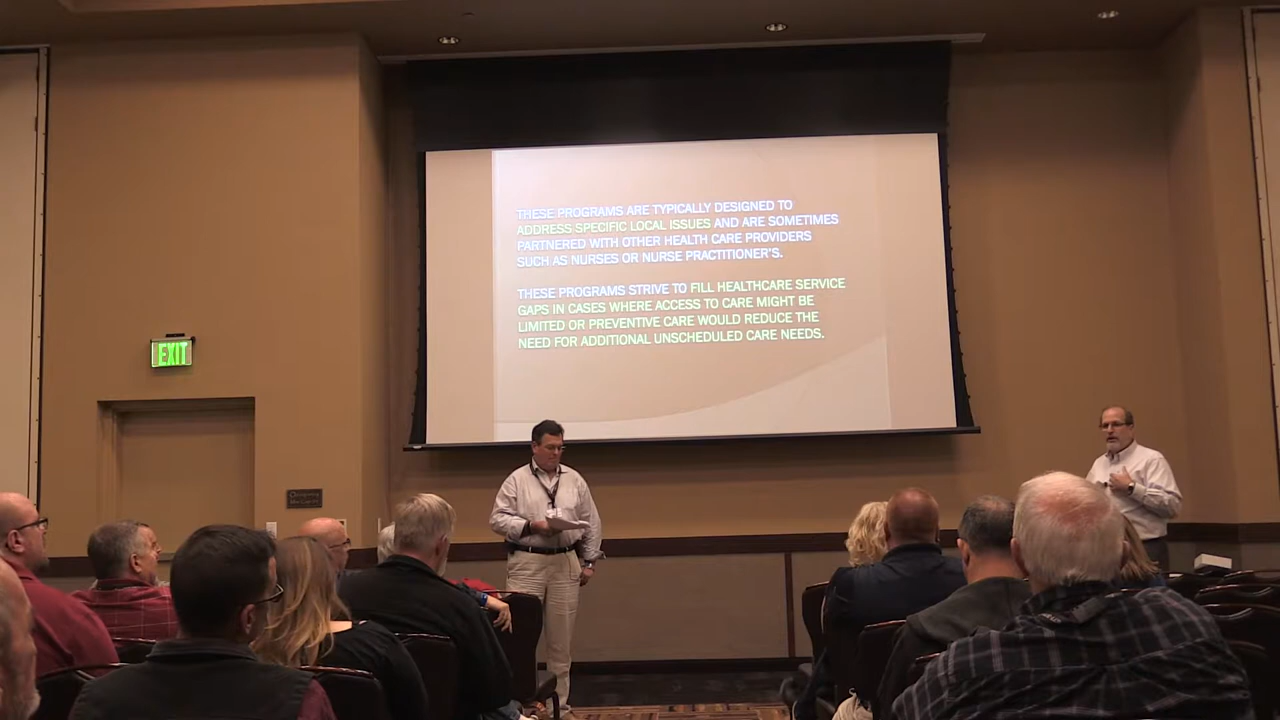 THESE PROGRAMS ARE TYPICALLY DESIGNED TO
ADDRESS SPECIFIC LOCAL ISSUES AND ARE SOMETIMES
PARTNERED WITH OTHER HEALTH CARE PROVIDERS
SUCH AS NURSES OR NURSE PRACTITIONER'S.
THESE PROGRAMS STRIVE TO FILL HEALTHCARE SERVICE
GAPS IN CASES WHERE ACCESS TO CARE MIGHT BE
LIMITED OR PREVENTIVE CARE WOULD REDUCE THE
NEED FOR ADDITIONAL UNSCHEDULED CARE NEEDS.
EXIT